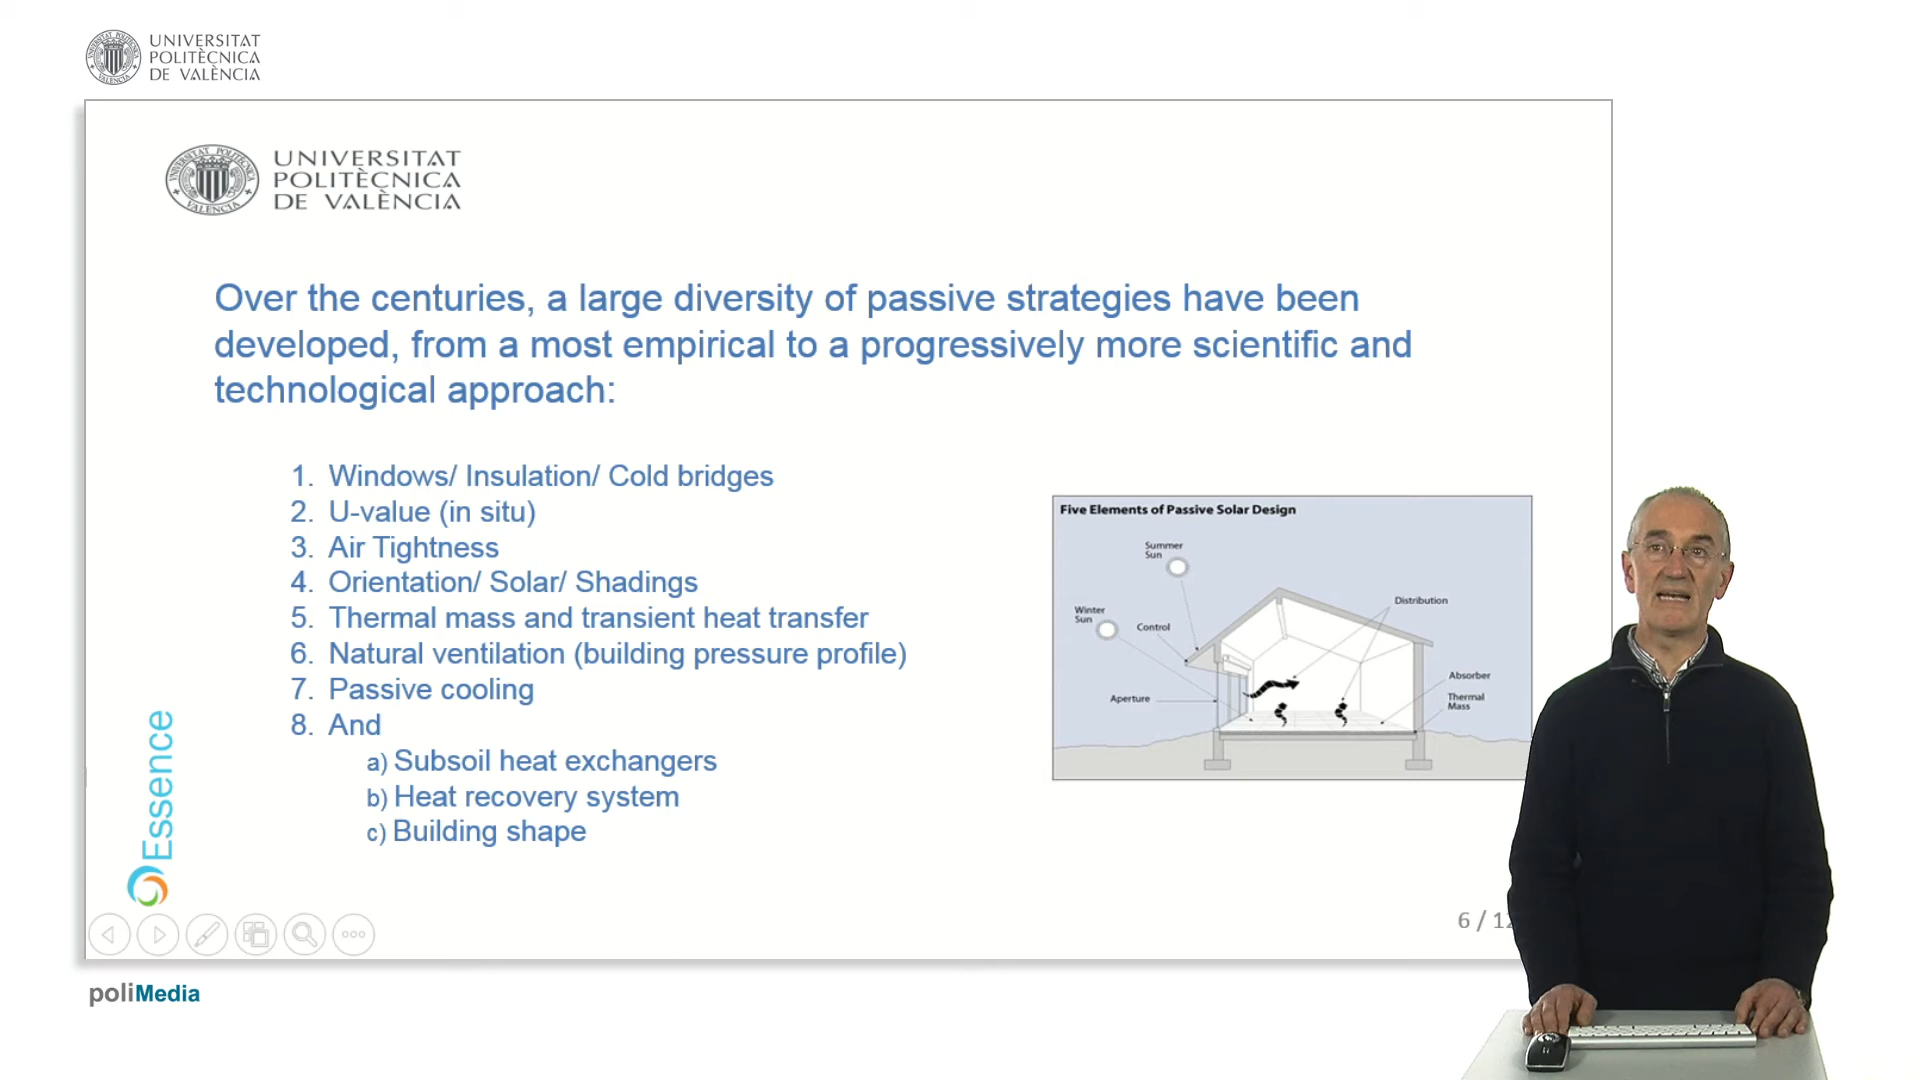 UNIVERSITAT
POLITÈCNICA
DE VALÈNCIA
UNIVERSITAT
POLITÈCNICA
DE VALÈNCIA
Over the centuries, a large diversity of passive strategies have been
developed, from a most empirical to a progressively more scientific and
technological approach:
1. Windows/ Insulation/ Cold bridges
2. U-value (in situ)
3. Air Tightness
4. Orientation/ Solar/ Shadings
5. Thermal mass and transient heat transfer
6. Natural ventilation (building pressure profile)
7. Passive cooling
8. And
a) Subsoil heat exchangers
b) Heat recovery system
c) Building shape
Five Elements of Passive Solar Design
Summer
Sun
Winter
Sun
Control
Distribution
Aperture
Absorber
Thermal
Mass
Essence
6 / 12
poliMedia